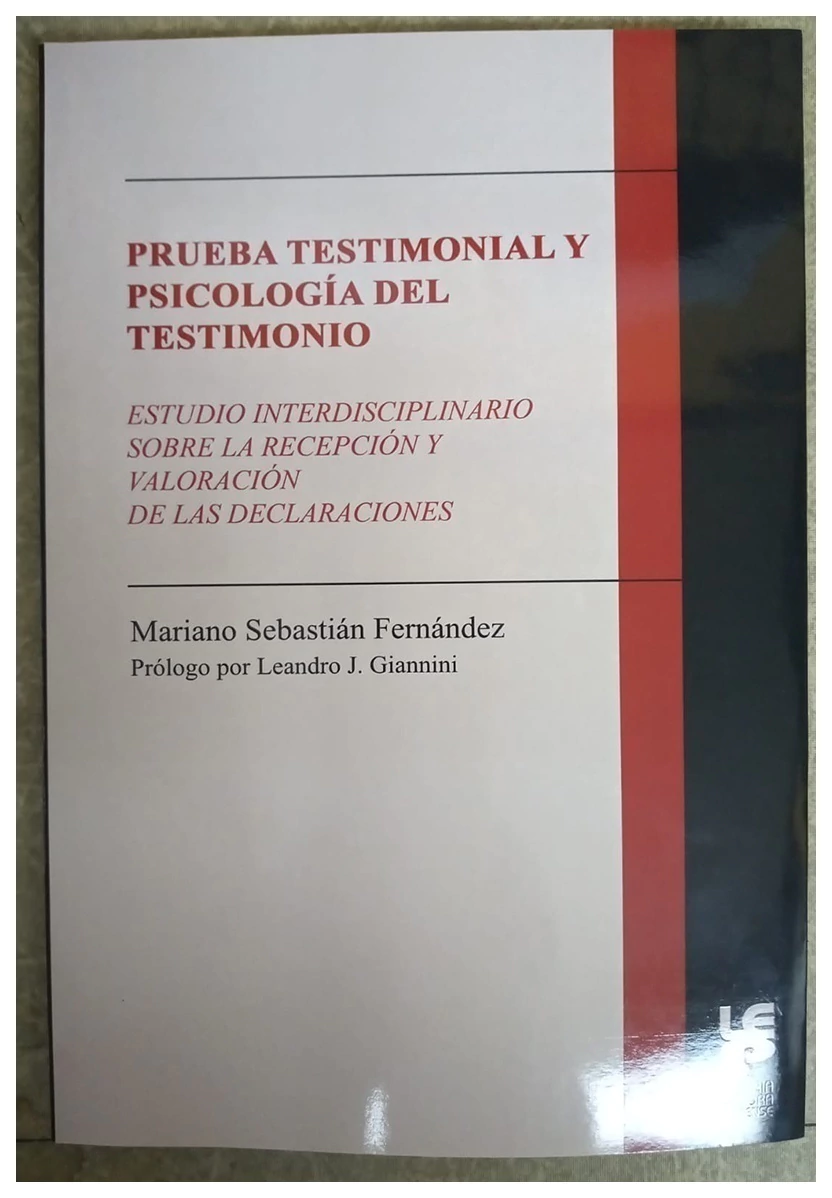 PRUEBA TESTIMONIAL Y
PSICOLOGÍA DEL
TESTIMONIO
ESTUDIO INTERDISCIPLINARIO
SOBRE LA RECEPCIÓN Y
VALORACIÓN
DE LAS DECLARACIONES
Mariano Sebastián Fernández
Prólogo por Leandro J. Giannini
LE
P